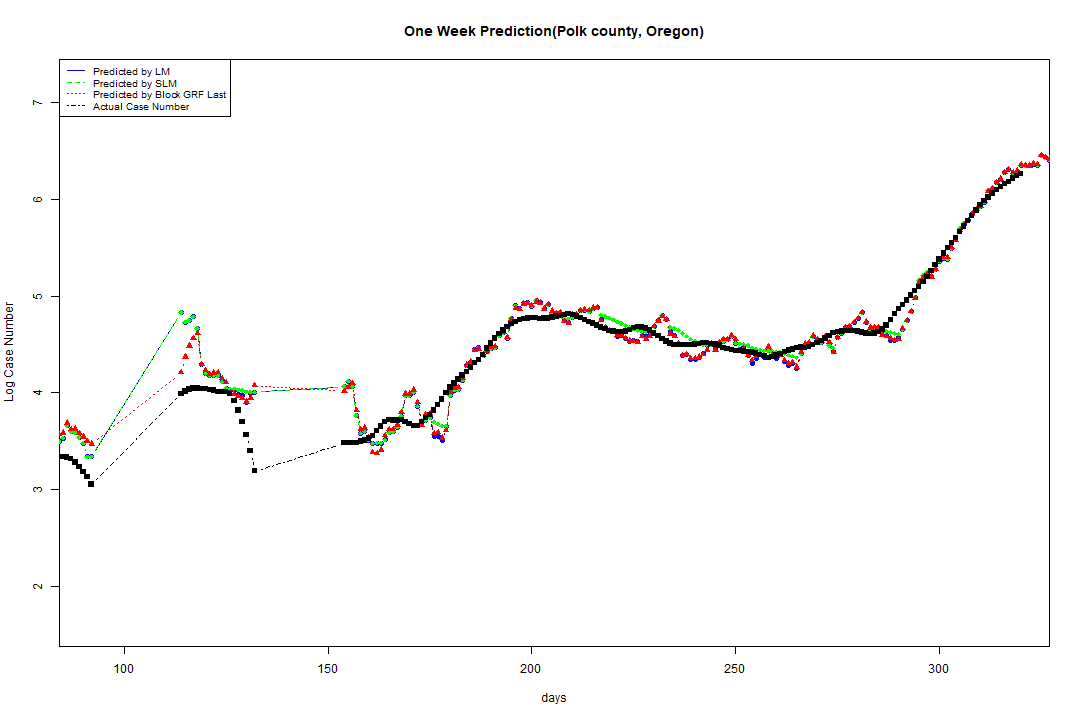 One Week Prediction(Polk county, Oregon)
Predicted by LM
Predicted by SLM
Predicted by Block GRF Last
Actual Case Number
7
6
5
4
3
2
Log Case Number
100
150
200
250
300
days